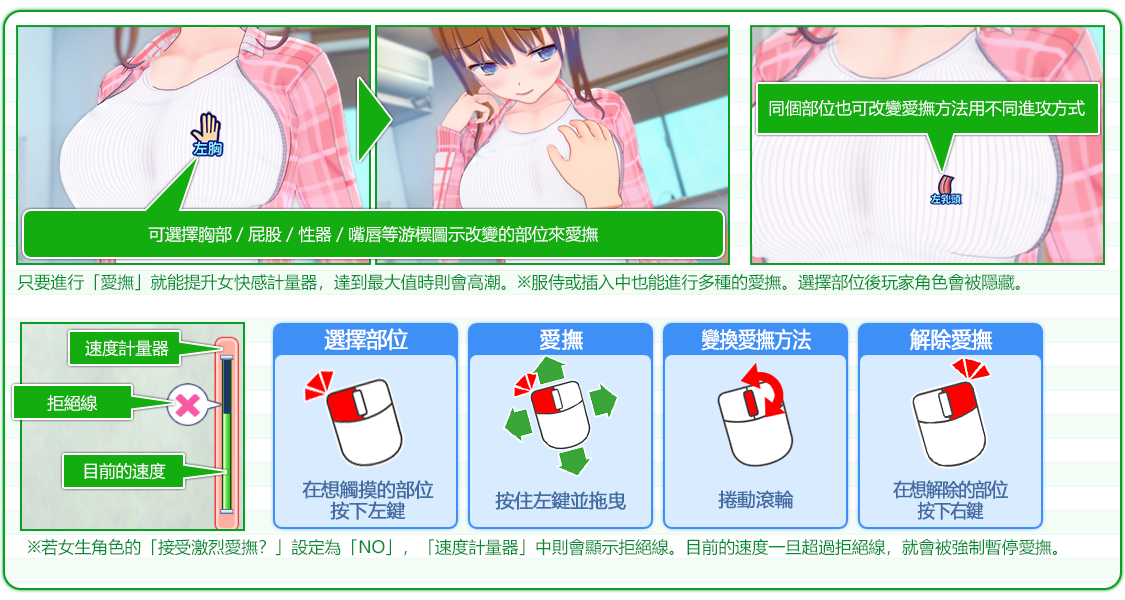 左胸
可選擇胸部 / 屁股 / 性器 / 嘴唇等游標圖示改變的部位來愛撫
同個部位也可改變愛撫方法用不同進攻方式
左乳頭
只要進行「愛撫」就能提升女快感計量器，達到最大值時則會高潮。※服侍或插入中也能進行多種的愛撫。選擇部位後玩家角色會被隱藏。
速度計量器
拒絕線
目前的速度
選擇部位
在想觸摸的部位
按下左鍵
愛撫
按住左鍵並拖曳
變換愛撫方法
捲動滾輪
解除愛撫
在想解除的部位
按下右鍵
※若女生角色的「接受激烈愛撫？」設定為「NO」，「速度計量器」中則會顯示拒絕線。目前的速度一旦超過拒絕線，就會被強制暫停愛撫。